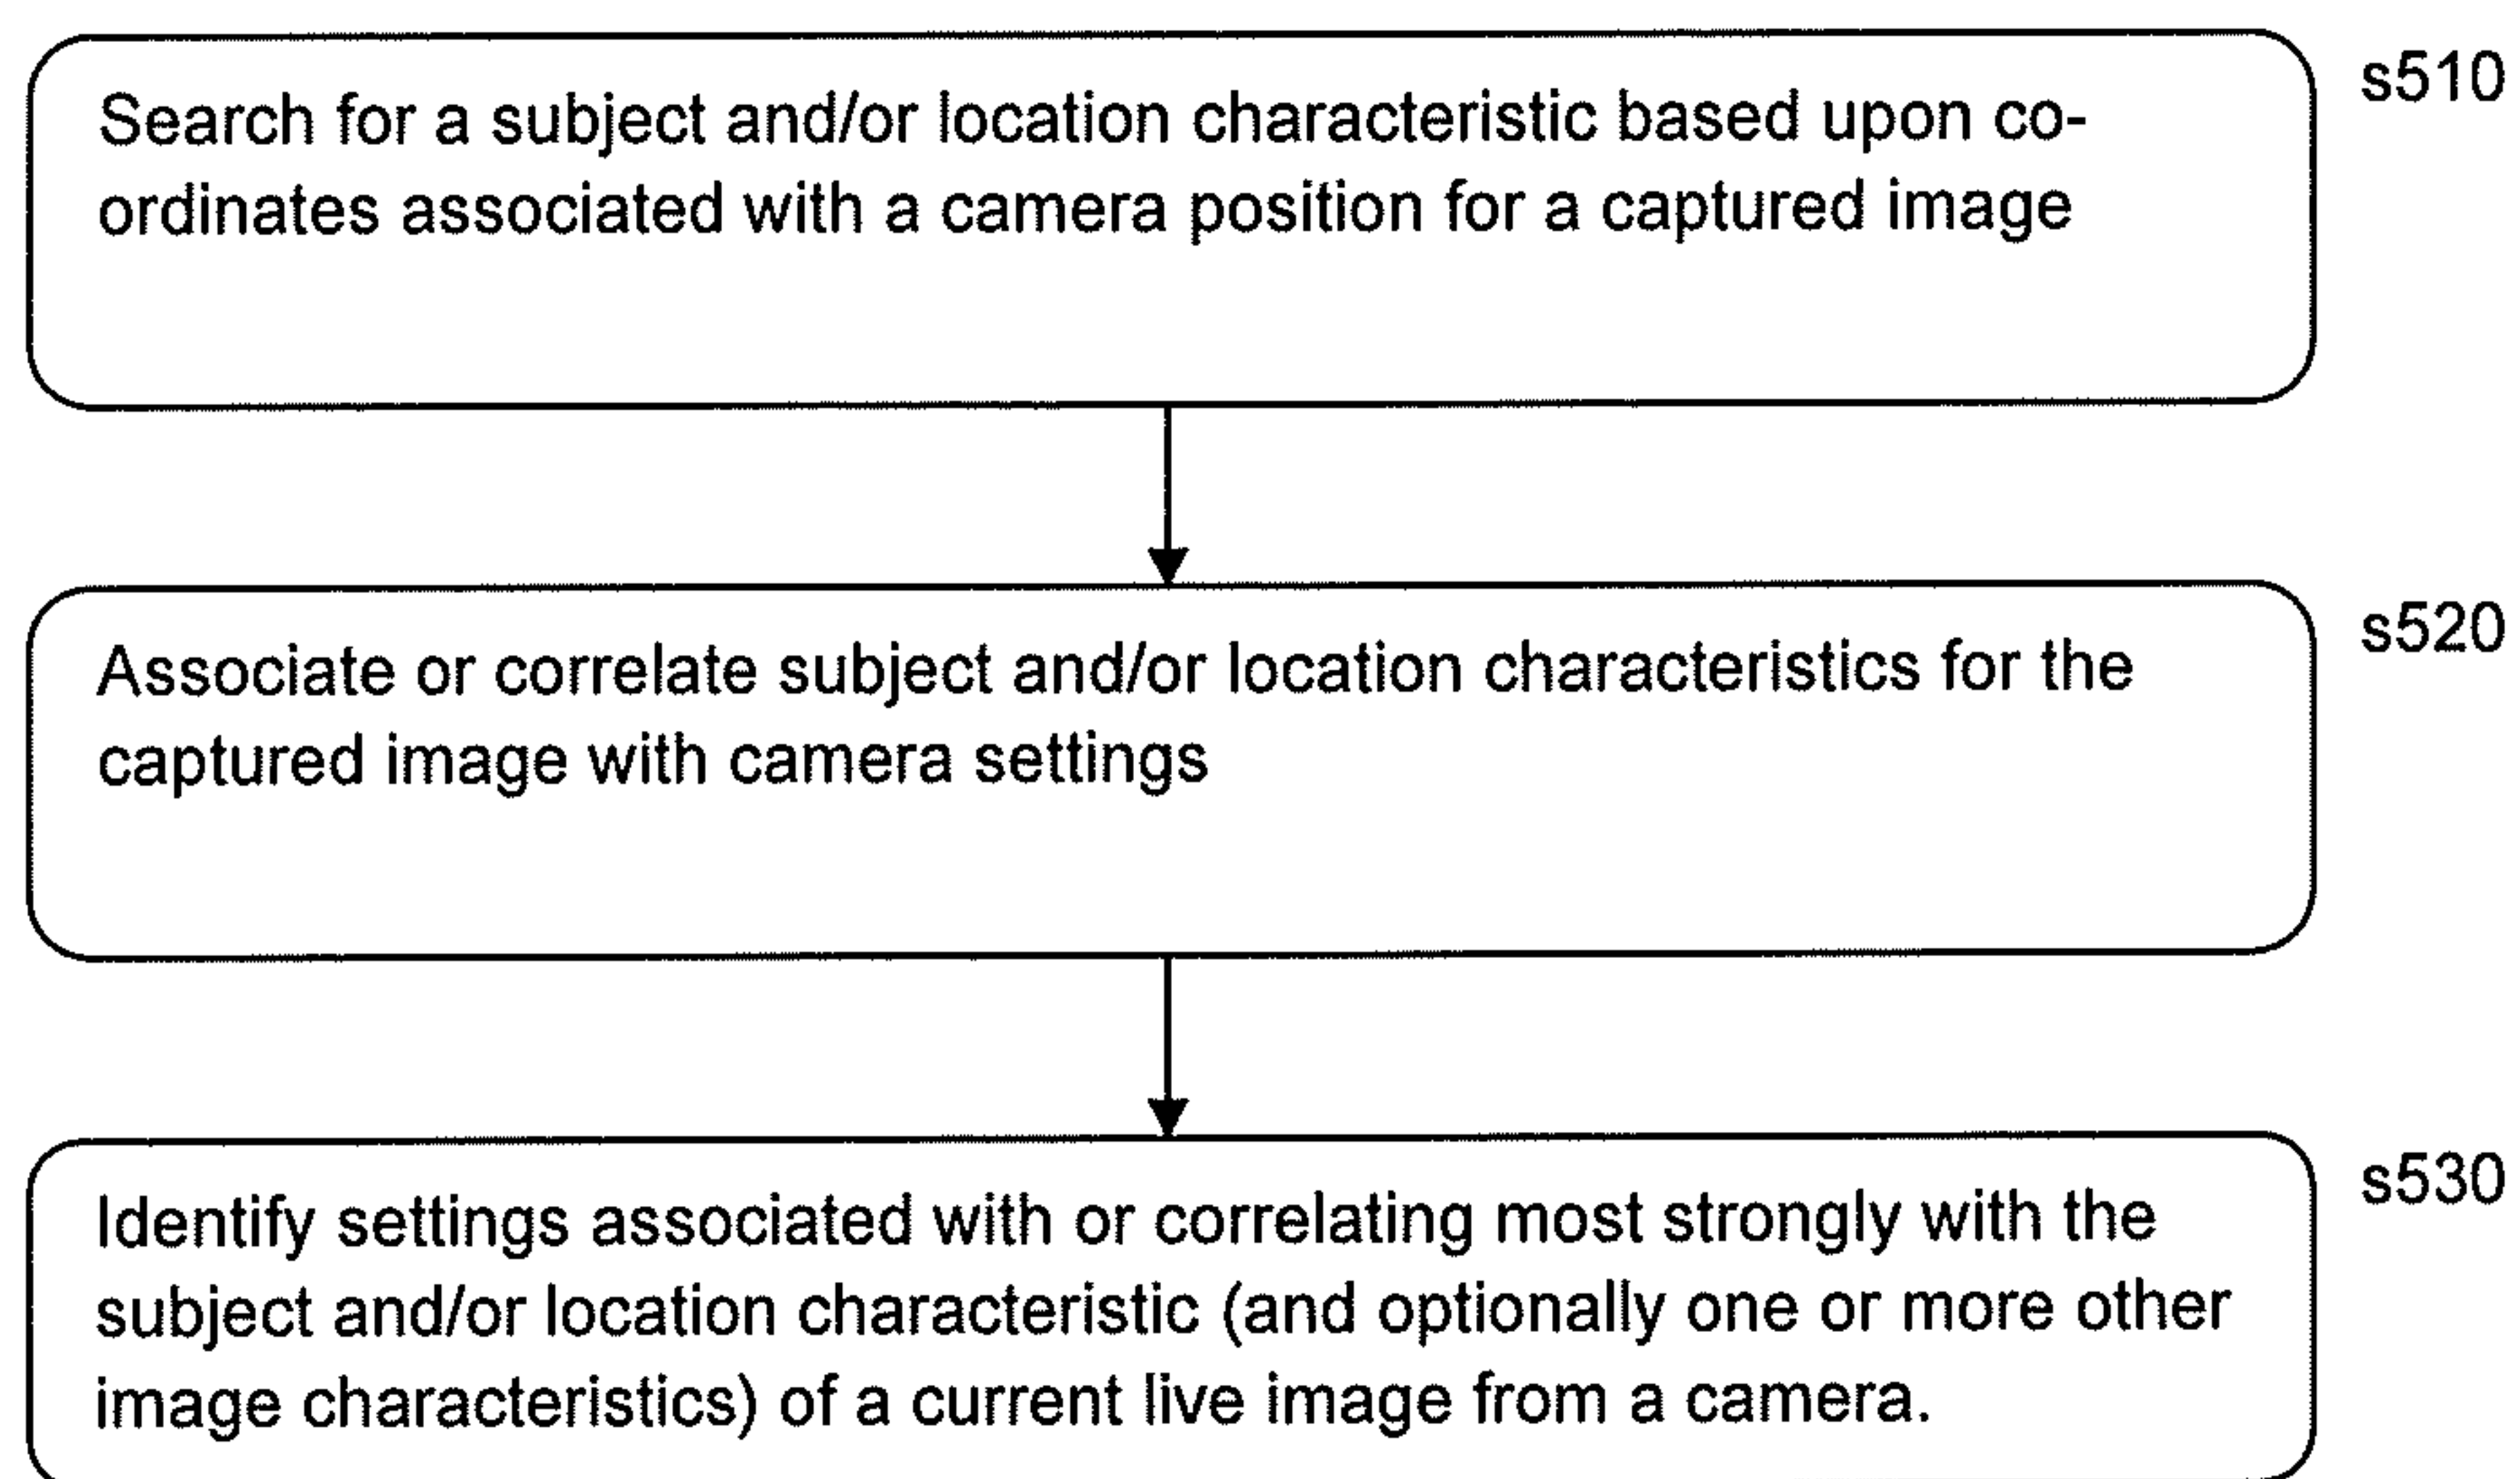 s510
Search for a subject and/or location characteristic based upon co-
ordinates associated with a camera position for a captured image
s520
Associate or correlate subject and/or location characteristics for the
captured image with camera settings
s530
Identify settings associated with or correlating most strongly with the
subject and/or location characteristic (and optionally one or more other
image characteristics) of a current live image from a camera.